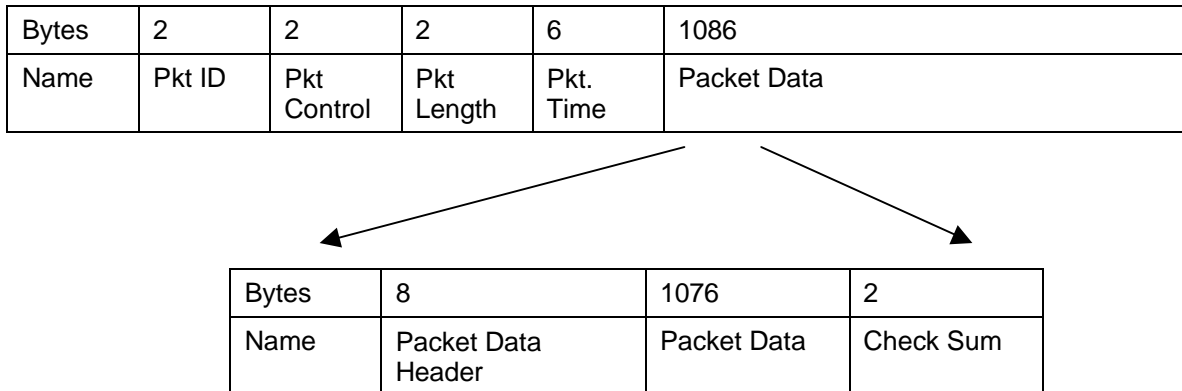 Bytes 2 2 2 6 1086
Name Pkt ID Pkt Control Pkt Length Pkt. Time Packet Data
Bytes 8 1076 2
Name Packet Data Header Packet Data Check Sum